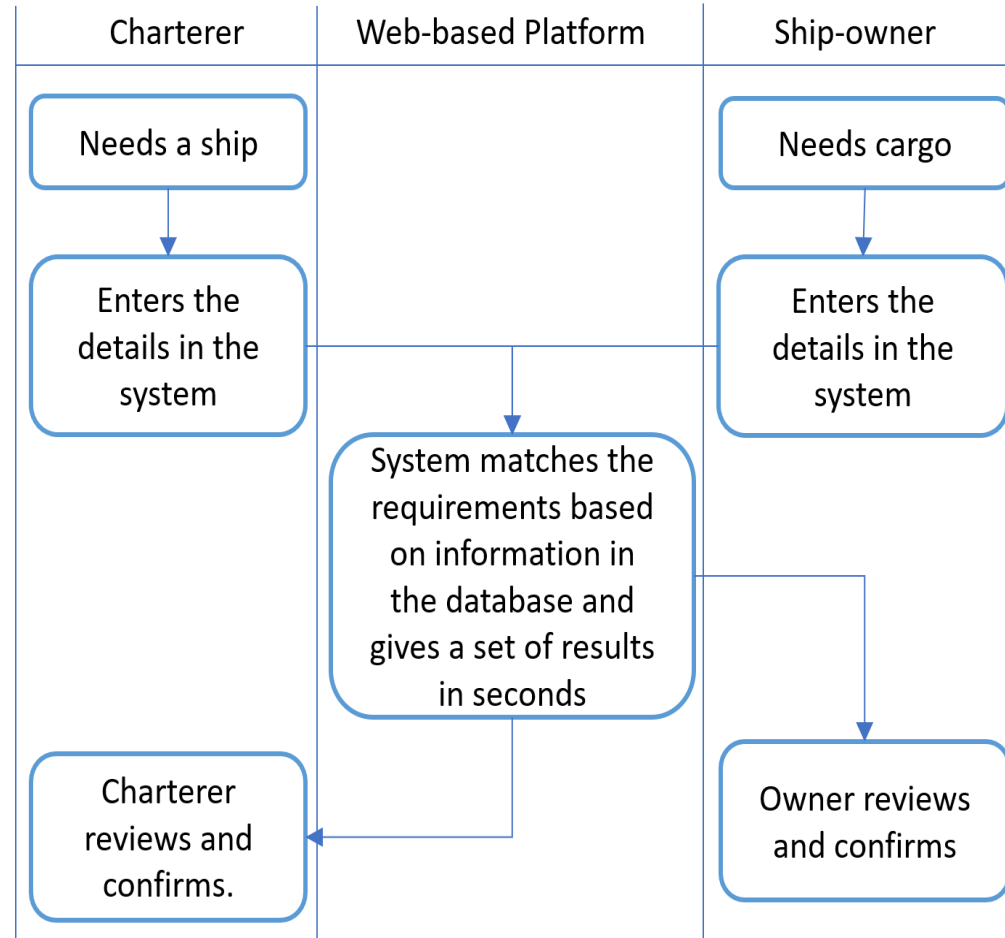 Charterer
Web-based Platform
Ship-owner
Needs a ship
Needs cargo
Enters the
details in the
system
Enters the
details in the
system
System matches the
requirements based
on information in
the database and
gives a set of results
in seconds
Charterer
reviews and
confirms.
Owner reviews
and confirms